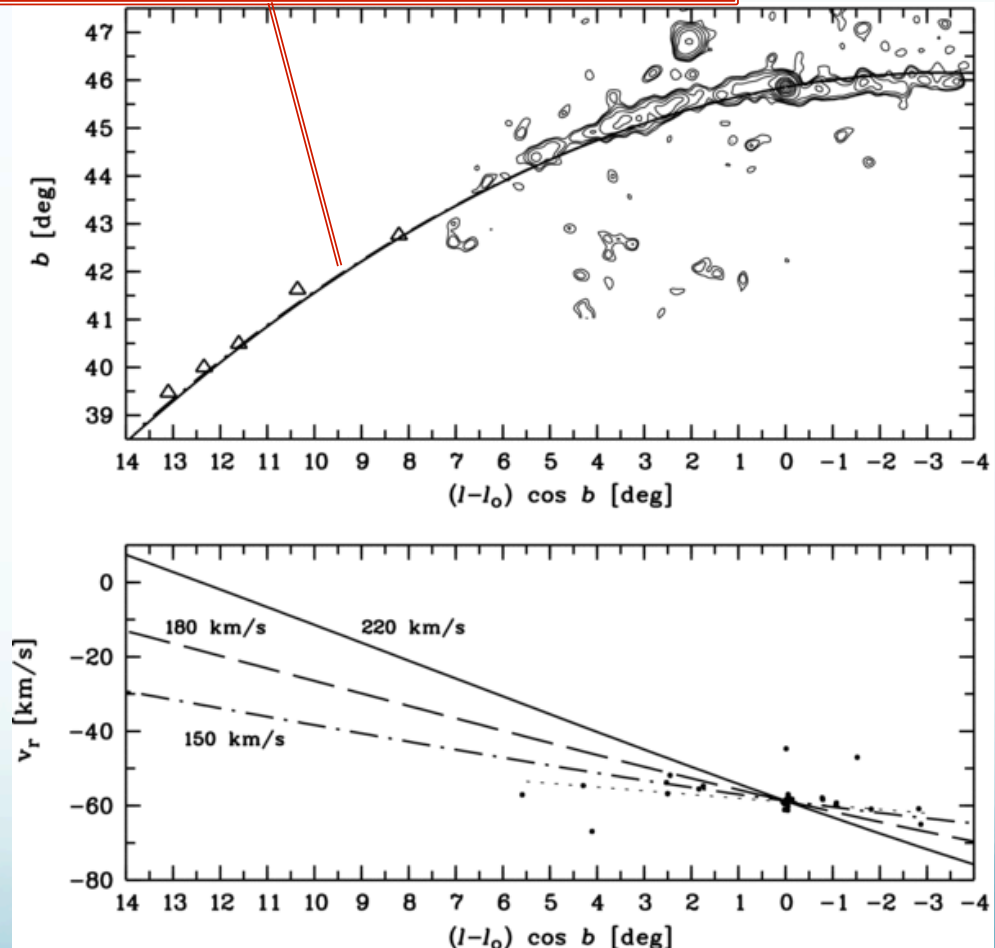 47
46
45
44
43
42
41
40
39
b [deg]
14 13 12 11 10 9 8 7 6 5 4 3 2 1 0 −1 −2 −3 −4
(l−lo) cos b [deg]
0
−20
−40
−60
−80
vr [km/s]
180 km/s
220 km/s
150 km/s
14 13 12 11 10 9 8 7 6 5 4 3 2 1 0 −1 −2 −3 −4
(l−lo) cos b [deg]